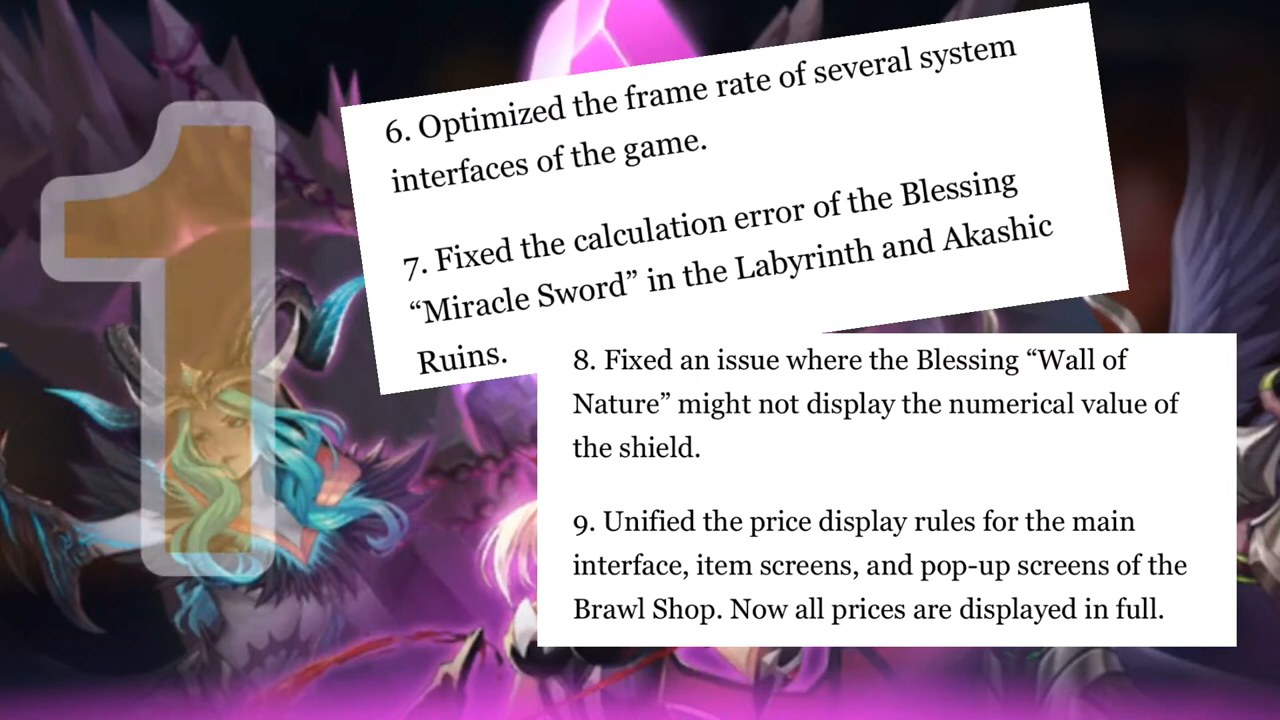 1
6. Optimized the frame rate of several system
interfaces of the game.
7. Fixed the calculation error of the Blessing
“Miracle Sword” in the Labyrinth and Akashic
Ruins.
8. Fixed an issue where the Blessing “Wall of
Nature” might not display the numerical value of
the shield.
9. Unified the price display rules for the main
interface, item screens, and pop-up screens of the
Brawl Shop. Now all prices are displayed in full.